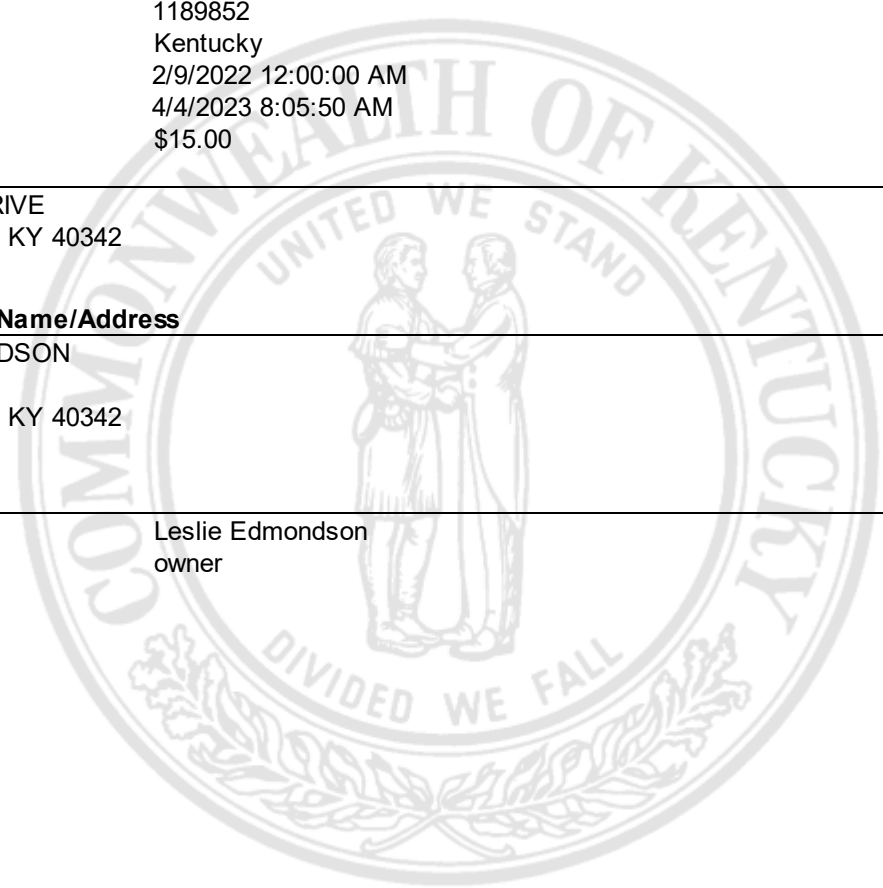 1189852
Kentucky
2/9/2022 12:00:00 AM
4/4/2023 8:05:50 AM
$15.00
RIVE
KY 40342
Name/Address
DSON
KY 40342
Leslie Edmondson
owner
COMMONWEALTH OF KENTUCKY
UNITED WE STAND
DIVIDED WE FALL